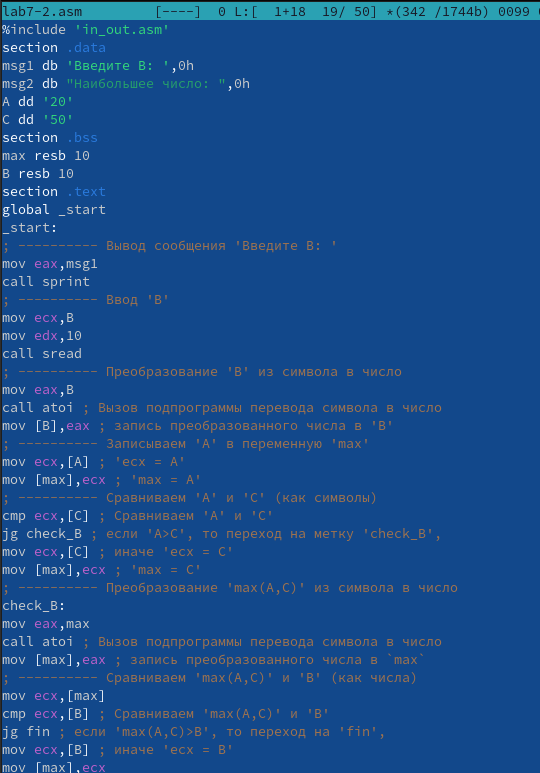 lab7-2.asm [----] 0 L:[ 1+18 19/ 50] *(342 /1744b) 0099
%include 'in_out.asm'
section .data
msg1 db 'Введите B: ',0h
msg2 db "Наибольшее число: ",0h
A dd '20'
C dd '50'
section .bss
max resb 10
B resb 10
section .text
global _start
_start:
; ---------- Вывод сообщения 'Введите B: '
mov eax,msg1
call sprint
; ---------- Ввод 'B'
mov ecx,B
mov edx,10
call sread
; ---------- Преобразование 'B' из символа в число
mov eax,B
call atoi ; Вызов подпрограммы перевода символа в число
mov [B],eax ; запись преобразованного числа в 'B'
; ---------- Записываем 'A' в переменную 'max'
mov ecx,[A] ; 'ecx = A'
mov [max],ecx ; 'max = A'
; ---------- Сравниваем 'A' и 'C' (как символы)
cmp ecx,[C] ; Сравниваем 'A' и 'C'
jg check_B ; если 'A>C', то переход на метку 'check_B',
mov ecx,[C] ; иначе 'ecx = C'
mov [max],ecx ; 'max = C'
; ---------- Преобразование 'max(A,C)' из символа в число
check_B:
mov eax,max
call atoi ; Вызов подпрограммы перевода символа в число
mov [max],eax ; запись преобразованного числа в `max`
; ---------- Сравниваем 'max(A,C)' и 'B' (как числа)
mov ecx,[max]
cmp ecx,[B] ; Сравниваем 'max(A,C)' и 'B'
jg fin ; если 'max(A,C)>B', то переход на 'fin',
mov ecx,[B] ; иначе 'ecx = B'
mov [max],ecx